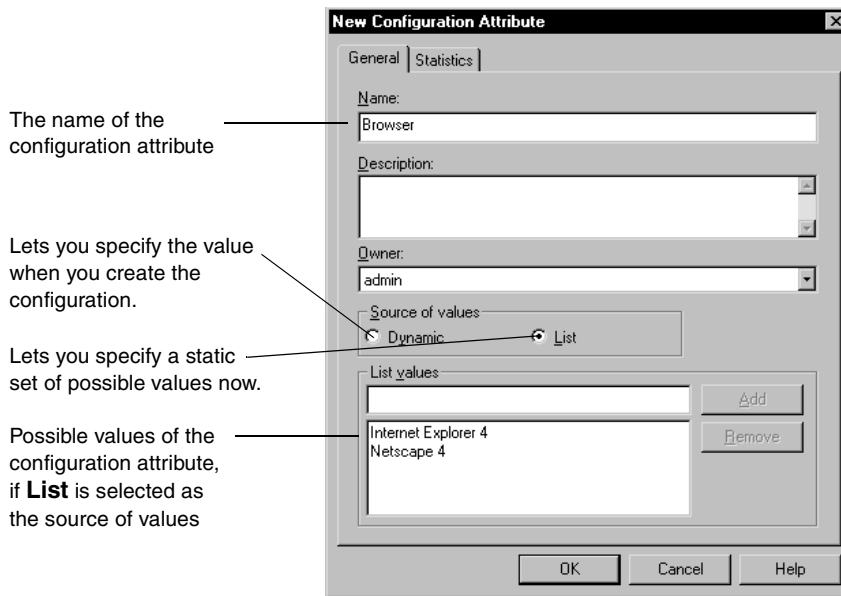 New Configuration Attribute
General
Statistics
Name:
The name of the
configuration attribute
Browser
Description:
Lets you specify the value
when you create the
configuration.
Owner:
admin
Source of values
Dynamic
List
Lets you specify a static
set of possible values now.
List values
Add
Possible values of the
configuration attribute,
if List is selected as
the source of values
Internet Explorer 4
Netscape 4
Remove
OK
Cancel
Help